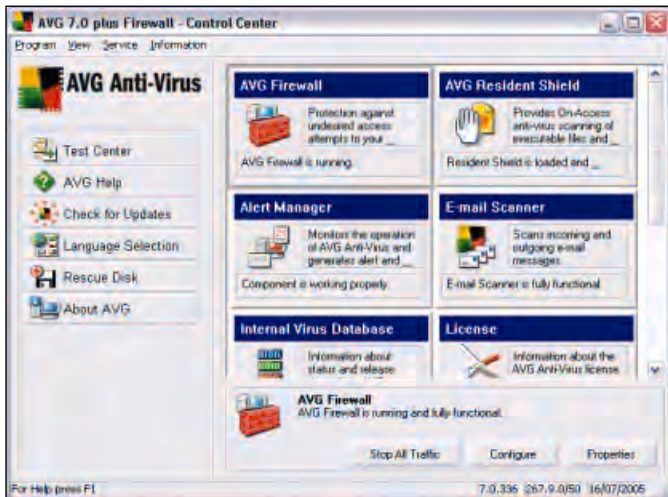 AVG 7.0 plus Firewall - Control Center
Program View Service Information
AVG Anti-Virus
Test Center
AVG Help
Check for Updates
Language Selection
Rescue Disk
About AVG
AVG Firewall
Protection against
undesired access
attempts to your ...
AVG Firewall is running.
AVG Resident Shield
Provides On-Access
anti-virus scanning of
executable files and ...
Resident Shield is loaded and ...
Alert Manager
Monitors the operation
of AVG Anti-Virus and
generates alert and ...
Component is working properly.
E-mail Scanner
Scans incoming and
outgoing e-mail
messages
E-mail Scanner is fully functional.
Internal Virus Database
Information about
status and release
License
Information about the
AVG Anti-Virus license
AVG Firewall
AVG Firewall is running and fully functional.
Stop All Traffic Configure Properties
For Help press F1
7.0.336 267.9.0/50 16/07/2005